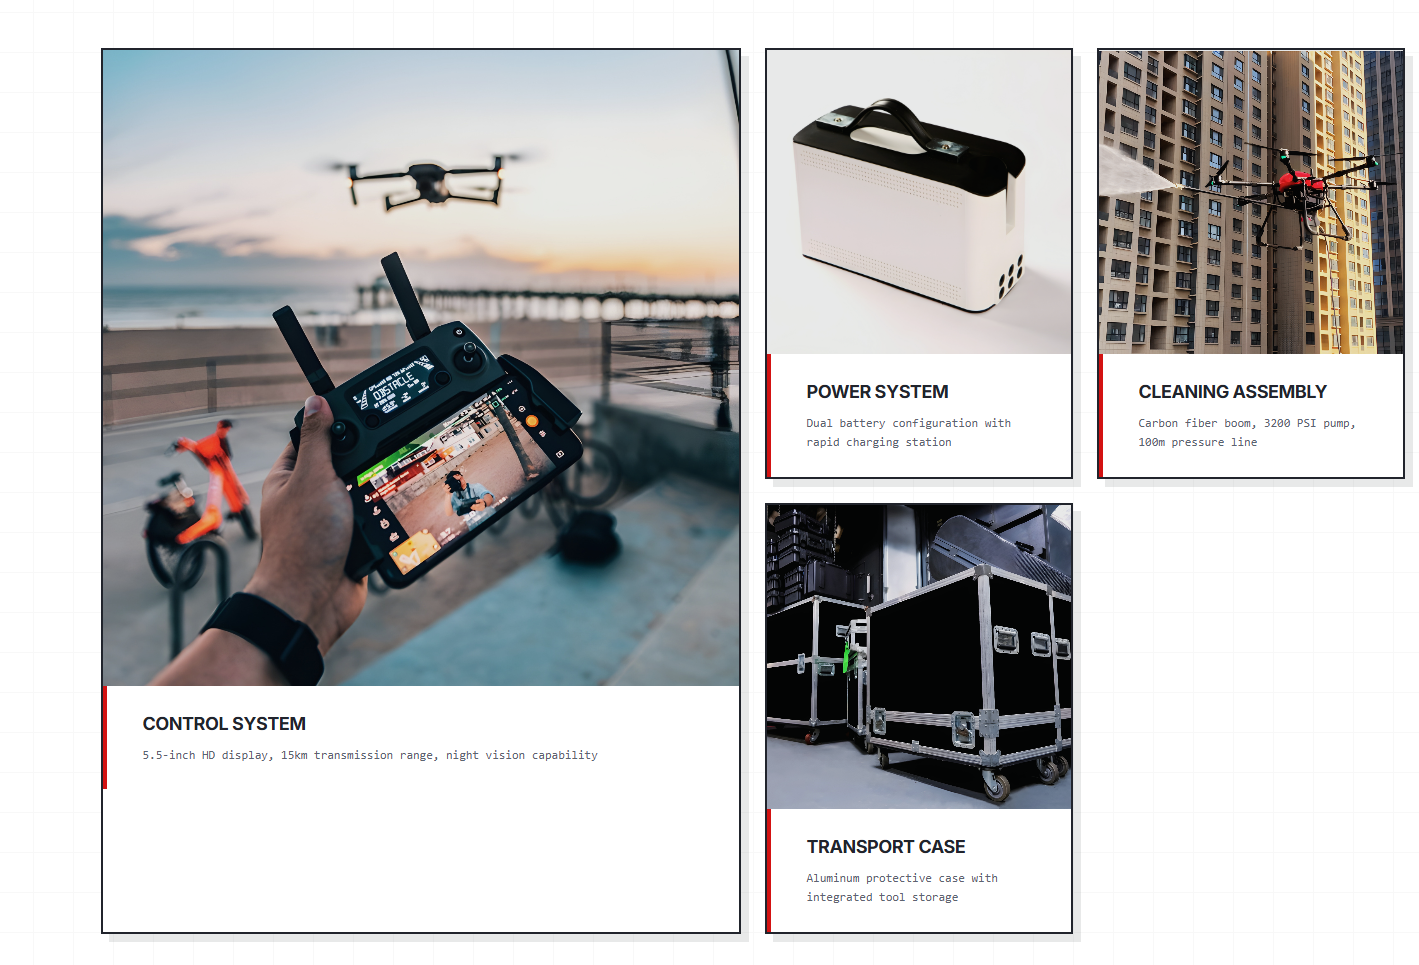 OBSTACLE
CONTROL SYSTEM
5.5-inch HD display, 15km transmission range, night vision capability
POWER SYSTEM
Dual battery configuration with
rapid charging station
CLEANING ASSEMBLY
Carbon fiber boom, 3200 PSI pump,
100m pressure line
TRANSPORT CASE
Aluminum protective case with
integrated tool storage